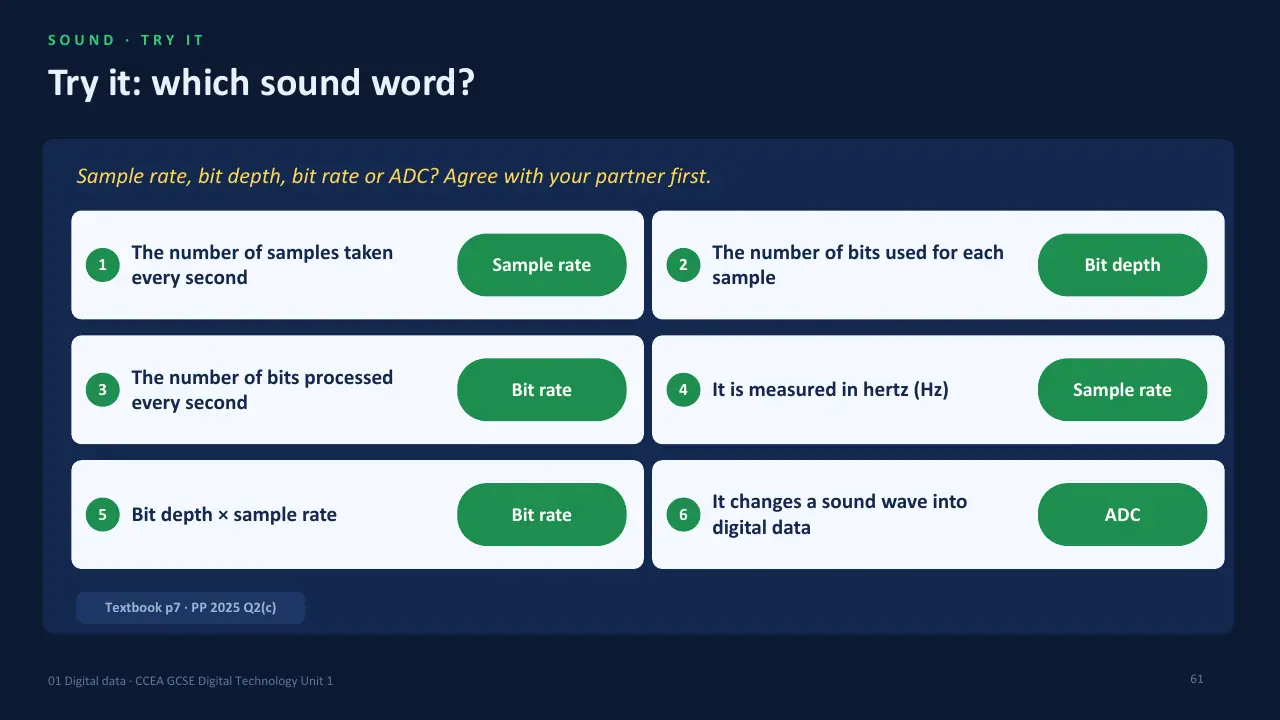 SOUND · TRY IT
Try it: which sound word?
Sample rate, bit depth, bit rate or ADC? Agree with your partner first.
1
The number of samples taken
every second
Sample rate
2
The number of bits used for each
sample
Bit depth
3
The number of bits processed
every second
Bit rate
4
It is measured in hertz (Hz)
Sample rate
5
Bit depth × sample rate
Bit rate
6
It changes a sound wave into
digital data
ADC
Textbook p7 · PP 2025 Q2(c)
01 Digital data · CCEA GCSE Digital Technology Unit 1
61